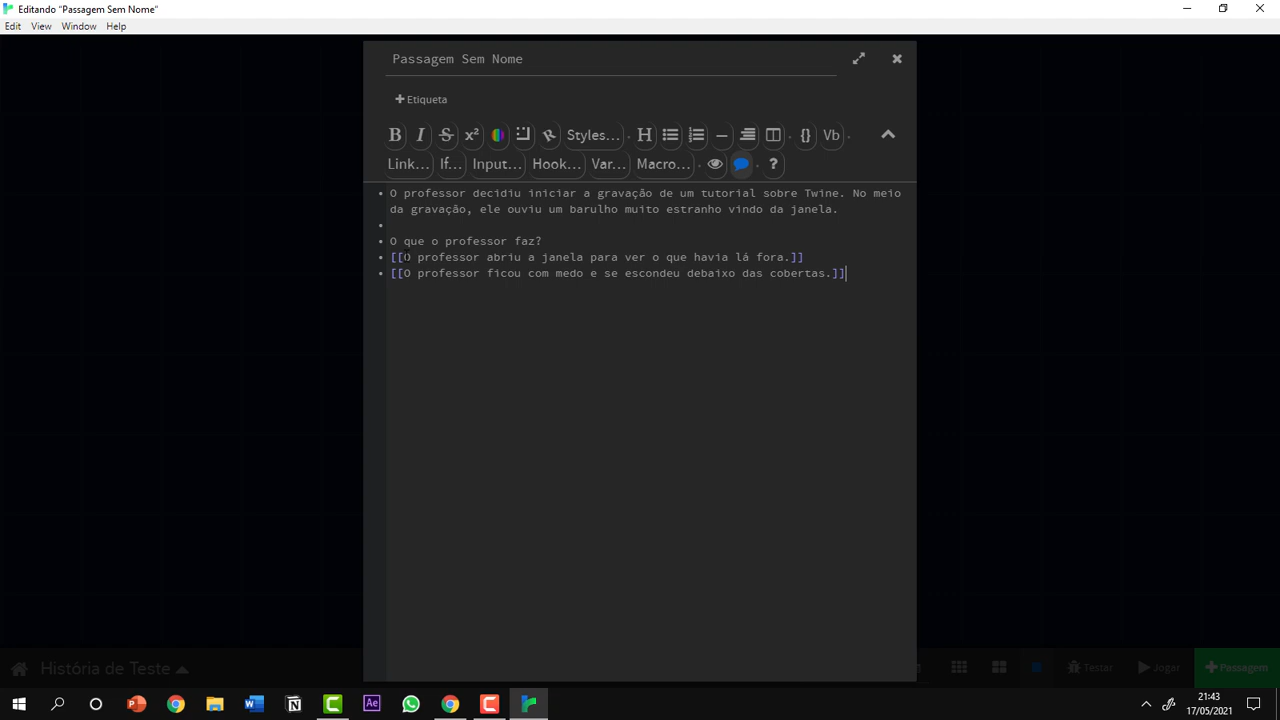 Editando "Passagem Sem Nome"
Edit View Window Help
Passagem Sem Nome
Etiqueta
B I S x² Styles... H {} Vb
Link... If... Input... Hook... Var... Macro... ?
O professor decidiu iniciar a gravação de um tutorial sobre Twine. No meio
da gravação, ele ouviu um barulho muito estranho vindo da janela.
O que o professor faz?
[[O professor abriu a janela para ver o que havia lá fora.]]
[[O professor ficou com medo e se escondeu debaixo das cobertas.]]
História de Teste Testar Jogar +Passagem
21:43
17/05/2021